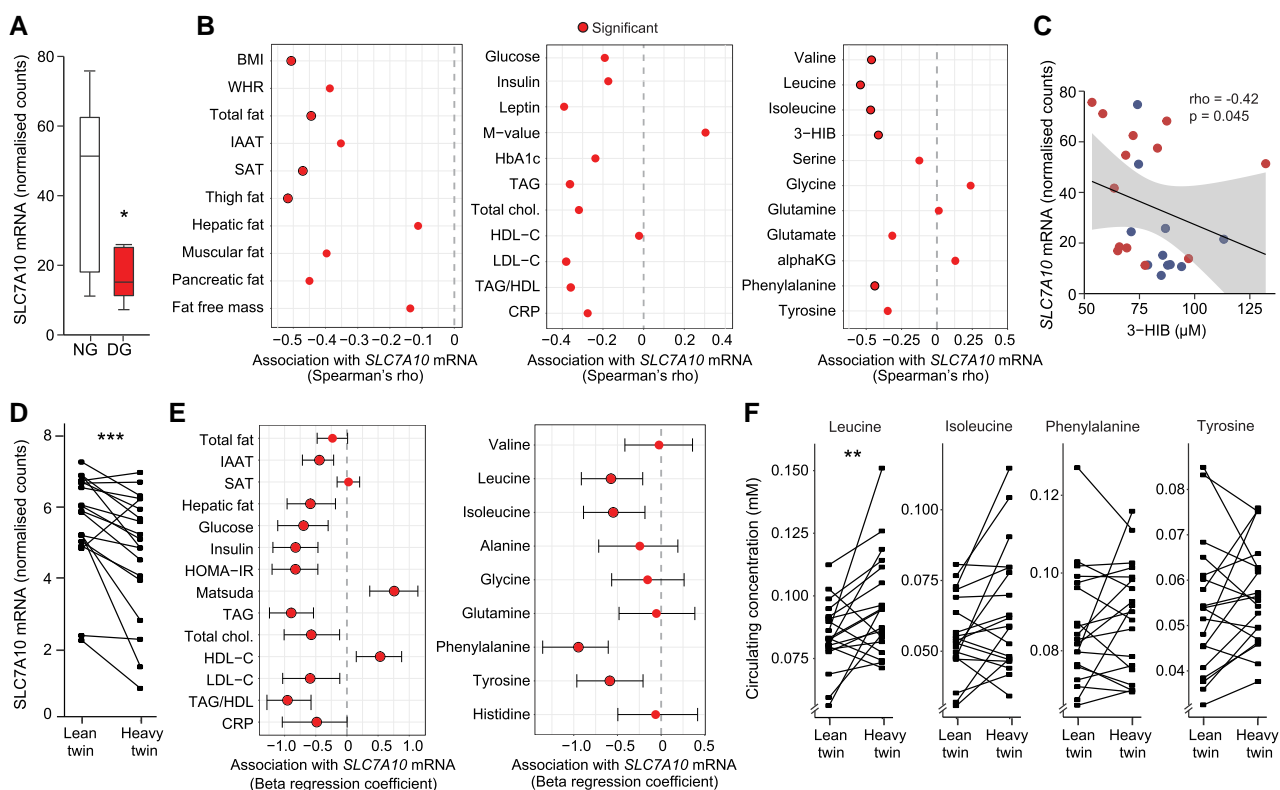 A
SLC7A10 mRNA (normalised counts)
80
60
40
20
0
*
NG DG
B
Significant
BMI
WHR
Total fat
IAAT
SAT
Thigh fat
Hepatic fat
Muscular fat
Pancreatic fat
Fat free mass
−0.5 −0.4 −0.3 −0.2 −0.1 0
Association with SLC7A10 mRNA
(Spearman's rho)
Glucose
Insulin
Leptin
M-value
HbA1c
TAG
Total chol.
HDL−C
LDL−C
TAG/HDL
CRP
−0.4 −0.2 0 0.2 0.4
Association with SLC7A10 mRNA
(Spearman's rho)
Valine
Leucine
Isoleucine
3−HIB
Serine
Glycine
Glutamine
Glutamate
alphaKG
Phenylalanine
Tyrosine
−0.5 −0.25 0 0.25 0.5
Association with SLC7A10 mRNA
(Spearman's rho)
C
SLC7A10 mRNA (normalised counts)
80
60
40
20
0
rho = -0.42
p = 0.045
50 75 100 125
3−HIB (µM)
D
SLC7A10 mRNA (normalised counts)
8
6
4
2
0
***
Lean Heavy
twin twin
E
Total fat
IAAT
SAT
Hepatic fat
Glucose
Insulin
HOMA−IR
Matsuda
TAG
Total chol.
HDL−C
LDL−C
TAG/HDL
CRP
−1.0 −0.5 0 0.5 1.0
Association with SLC7A10 mRNA
(Beta regression coefficient)
Valine
Leucine
Isoleucine
Alanine
Glycine
Glutamine
Phenylalanine
Tyrosine
Histidine
−1.0 −0.5 0 0.5
Association with SLC7A10 mRNA
(Beta regression coefficient)
F
Circulating concentration (mM)
Leucine
**
0.150
0.125
0.100
0.075
Lean Heavy
twin twin
Isoleucine
0.100
0.075
0.050
Lean Heavy
twin twin
Phenylalanine
0.12
0.10
0.08
Lean Heavy
twin twin
Tyrosine
0.08
0.07
0.06
0.05
0.04
Lean Heavy
twin twin